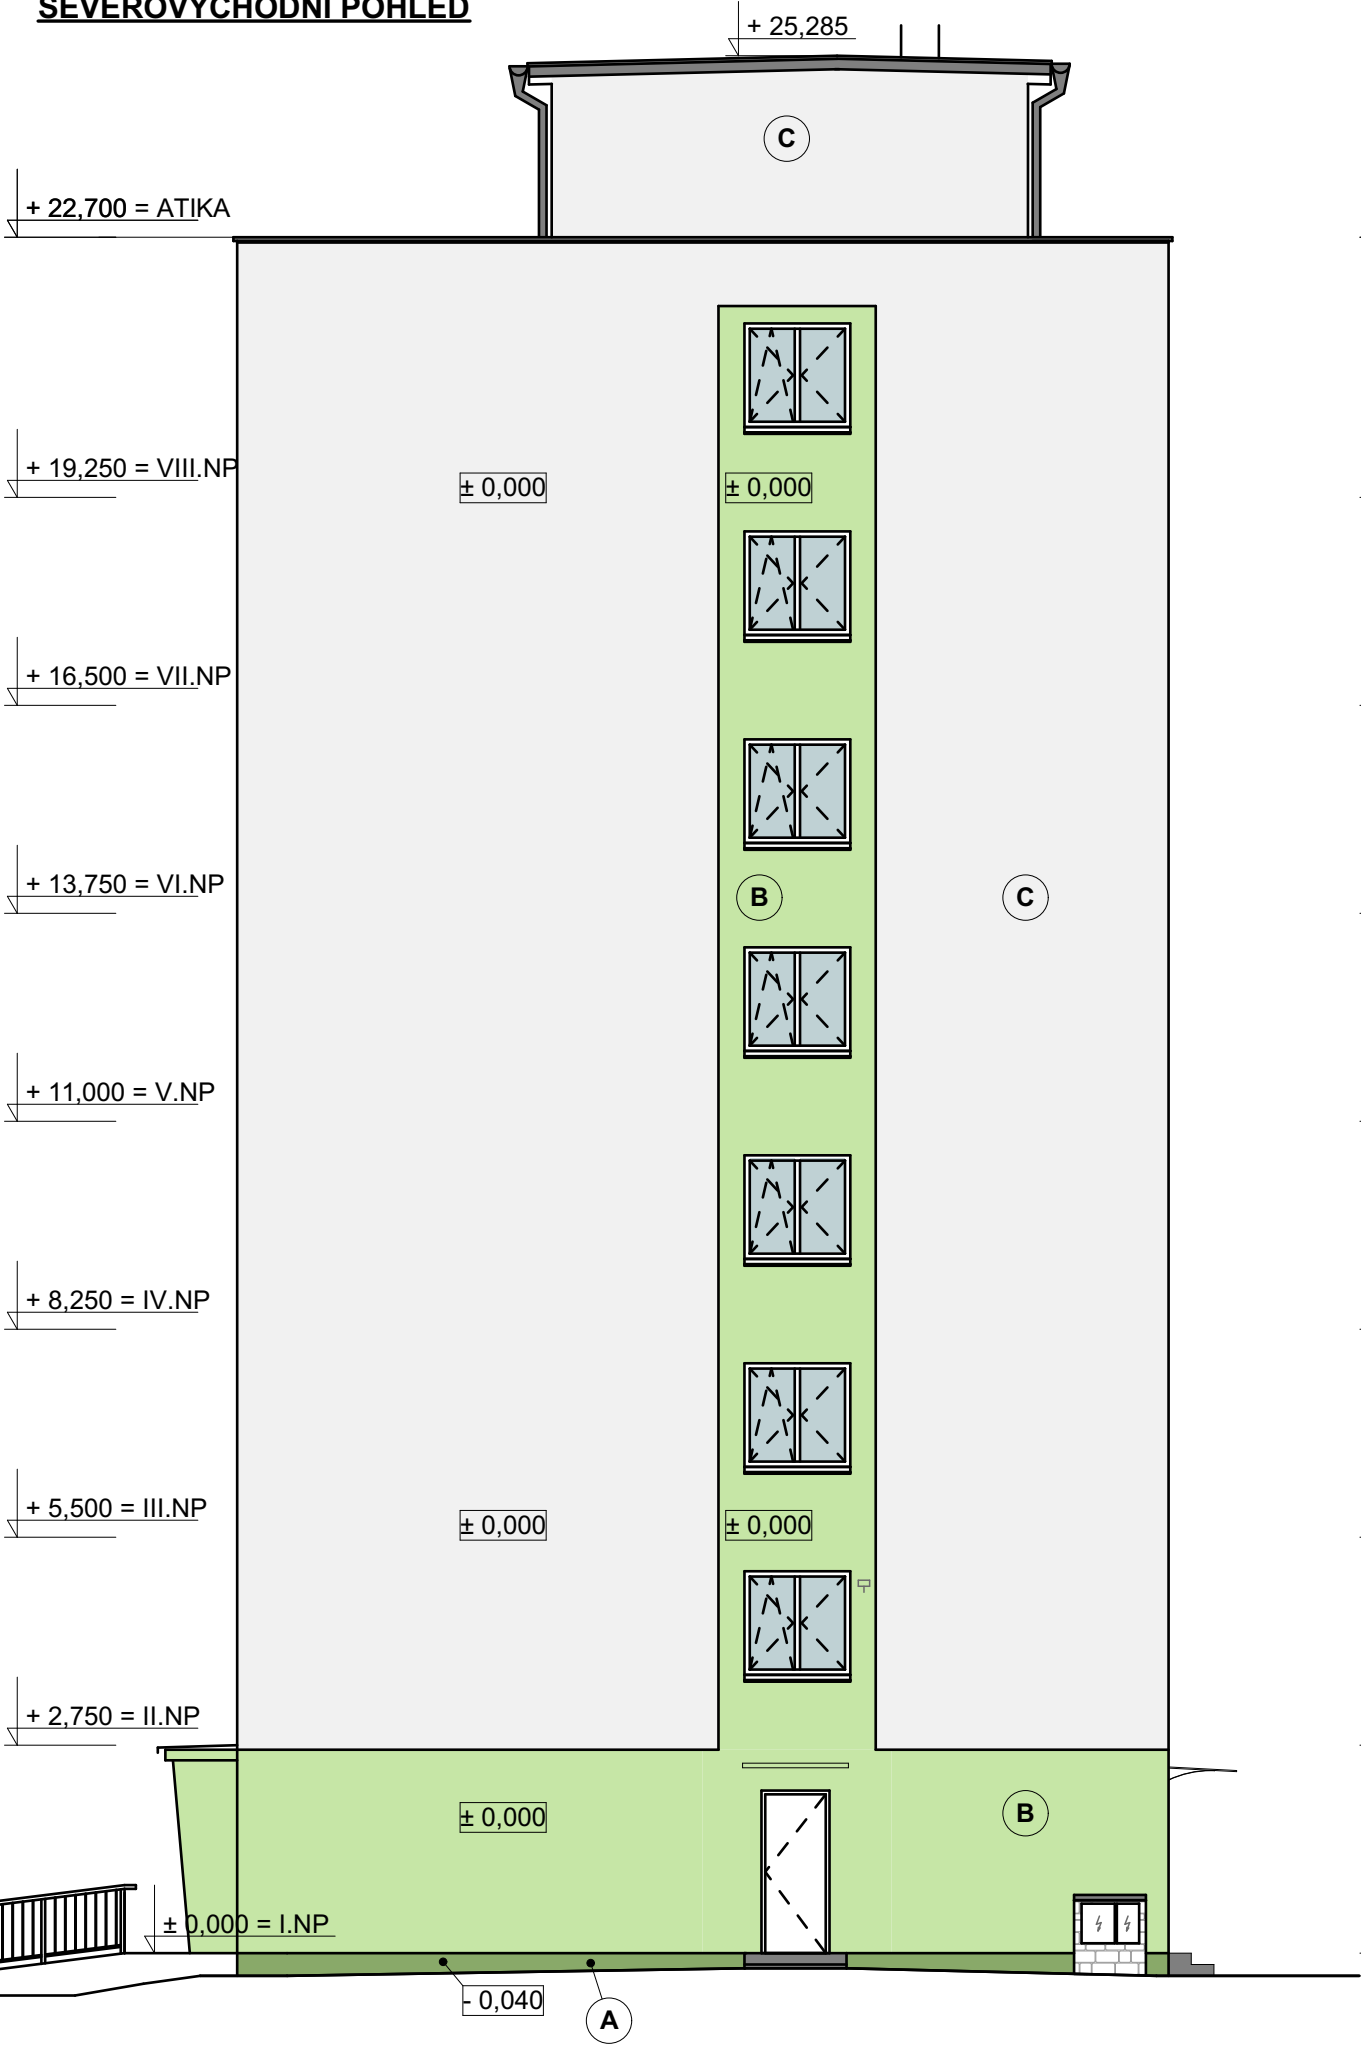 SEVEROVÝCHODNÍ POHLED
+ 25,285
C
+ 22,700 = ATIKA
+ 19,250 = VIII.NP
± 0,000
± 0,000
+ 16,500 = VII.NP
+ 13,750 = VI.NP
B
C
+ 11,000 = V.NP
+ 8,250 = IV.NP
+ 5,500 = III.NP
± 0,000
± 0,000
+ 2,750 = II.NP
± 0,000
B
± 0,000 = I.NP
- 0,040
A